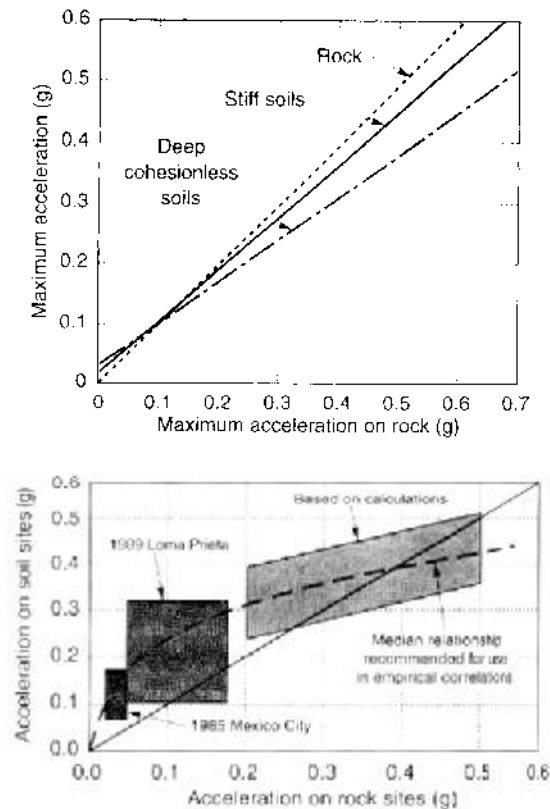 0.6
0.5
0.4
0.3
0.2
0.1
0
Maximum acceleration (g)
Rock
Stiff soils
Deep
cohesionless
soils
0 0.1 0.2 0.3 0.4 0.5 0.6 0.7
Maximum acceleration on rock (g)
0.6
0.5
0.4
0.3
0.2
0.1
0.0
Acceleration on soil sites (g)
Based on calculations
1989 Loma Prieta
Median relationship
recommended for use
in empirical correlations
1985 Mexico City
0.0 0.1 0.2 0.3 0.4 0.5 0.6
Acceleration on rock sites (g)